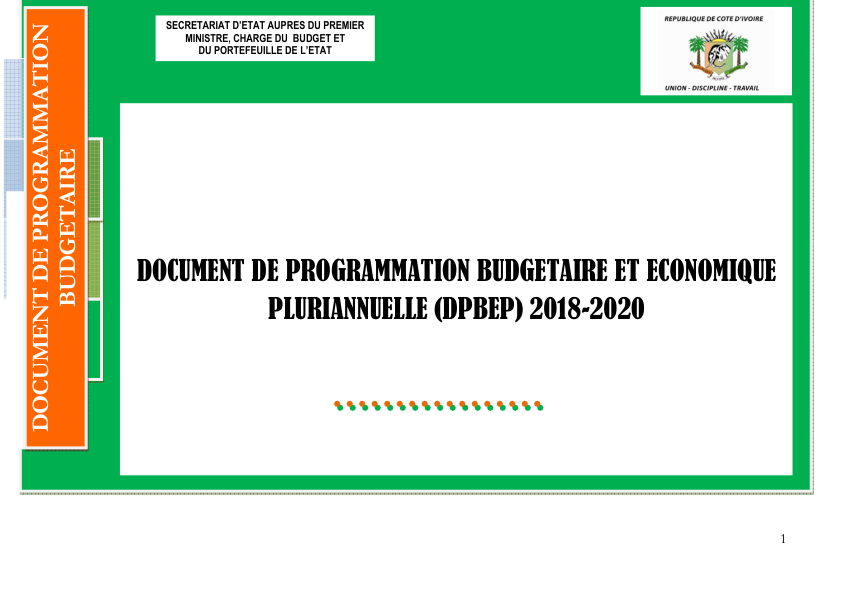 SECRETARIAT D'ETAT AUPRES DU PREMIER
MINISTRE, CHARGE DU BUDGET ET
DU PORTEFEUILLE DE L'ETAT
REPUBLIQUE DE COTE D'IVOIRE
UNION - DISCIPLINE - TRAVAIL
DOCUMENT DE PROGRAMMATION
BUDGETAIRE
DOCUMENT DE PROGRAMMATION BUDGETAIRE ET ECONOMIQUE
PLURIANNUELLE (DPBEP) 2018-2020
1